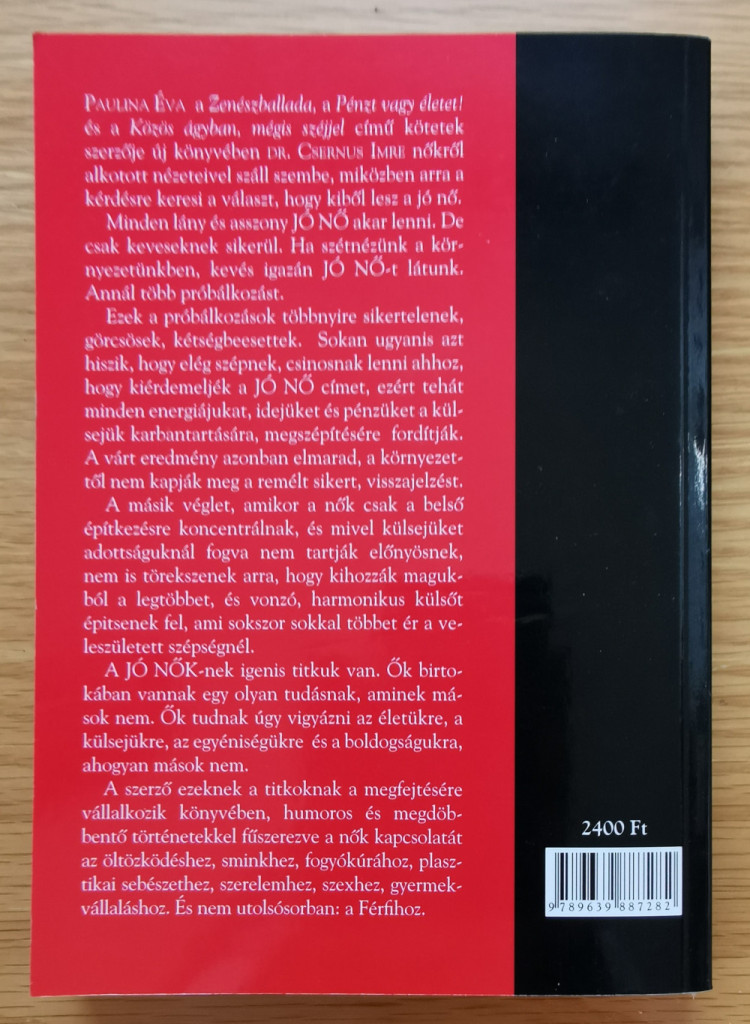 PAULINA ÉVA a Zenészballada, a Pénzt vagy életet!
és a Közös ágyban, mégis széjjel című kötetek
szerzője új könyvében DR. CSERNUS IMRE nőkről
alkotott nézeteivel száll szembe, miközben arra a
kérdésre keresi a választ, hogy kiből lesz a jó nő.
Minden lány és asszony JÓ NŐ akar lenni. De
csak keveseknek sikerül. Ha szétnézünk a kör-
nyezetünkben, kevés igazán JÓ NŐ-t látunk.
Annál több próbálkozást.
Ezek a próbálkozások többnyire sikertelenek,
görcsösek, kétségbeesettek. Sokan ugyanis azt
hiszik, hogy elég szépnek, csinosnak lenni ahhoz,
hogy kiérdemeljék a JÓ NŐ címet, ezért tehát
minden energiájukat, idejüket és pénzüket a kül-
sejük karbantartására, megszépítésére fordítják.
A várt eredmény azonban elmarad, a környezet-
től nem kapják meg a remélt sikert, visszajelzést.
A másik véglet, amikor a nők csak a belső
építkezésre koncentrálnak, és mivel külsejüket
adottságuknál fogva nem tartják előnyösnek,
nem is törekszenek arra, hogy kihozzák maguk-
ból a legtöbbet, és vonzó, harmonikus külsőt
építsenek fel, ami sokszor sokkal többet ér a ve-
leszületett szépségnél.
A JÓ NŐK-nek igenis titkuk van. Ők birto-
kában vannak egy olyan tudásnak, aminek má-
sok nem. Ők tudnak úgy vigyázni az életükre, a
külsejükre, az egyéniségükre és a boldogságukra,
ahogyan mások nem.
A szerző ezeknek a titkoknak a megfejtésére
vállalkozik könyvében, humoros és megdöb-
bentő történetekkel fűszerezve a nők kapcsolatát
az öltözködéshez, sminkhez, fogyókúrához, plasz-
tikai sebészethez, szerelemhez, szexhez, gyermek-
vállaláshoz. És nem utolsósorban: a Férfihoz.
2400 Ft
9 789639 887282